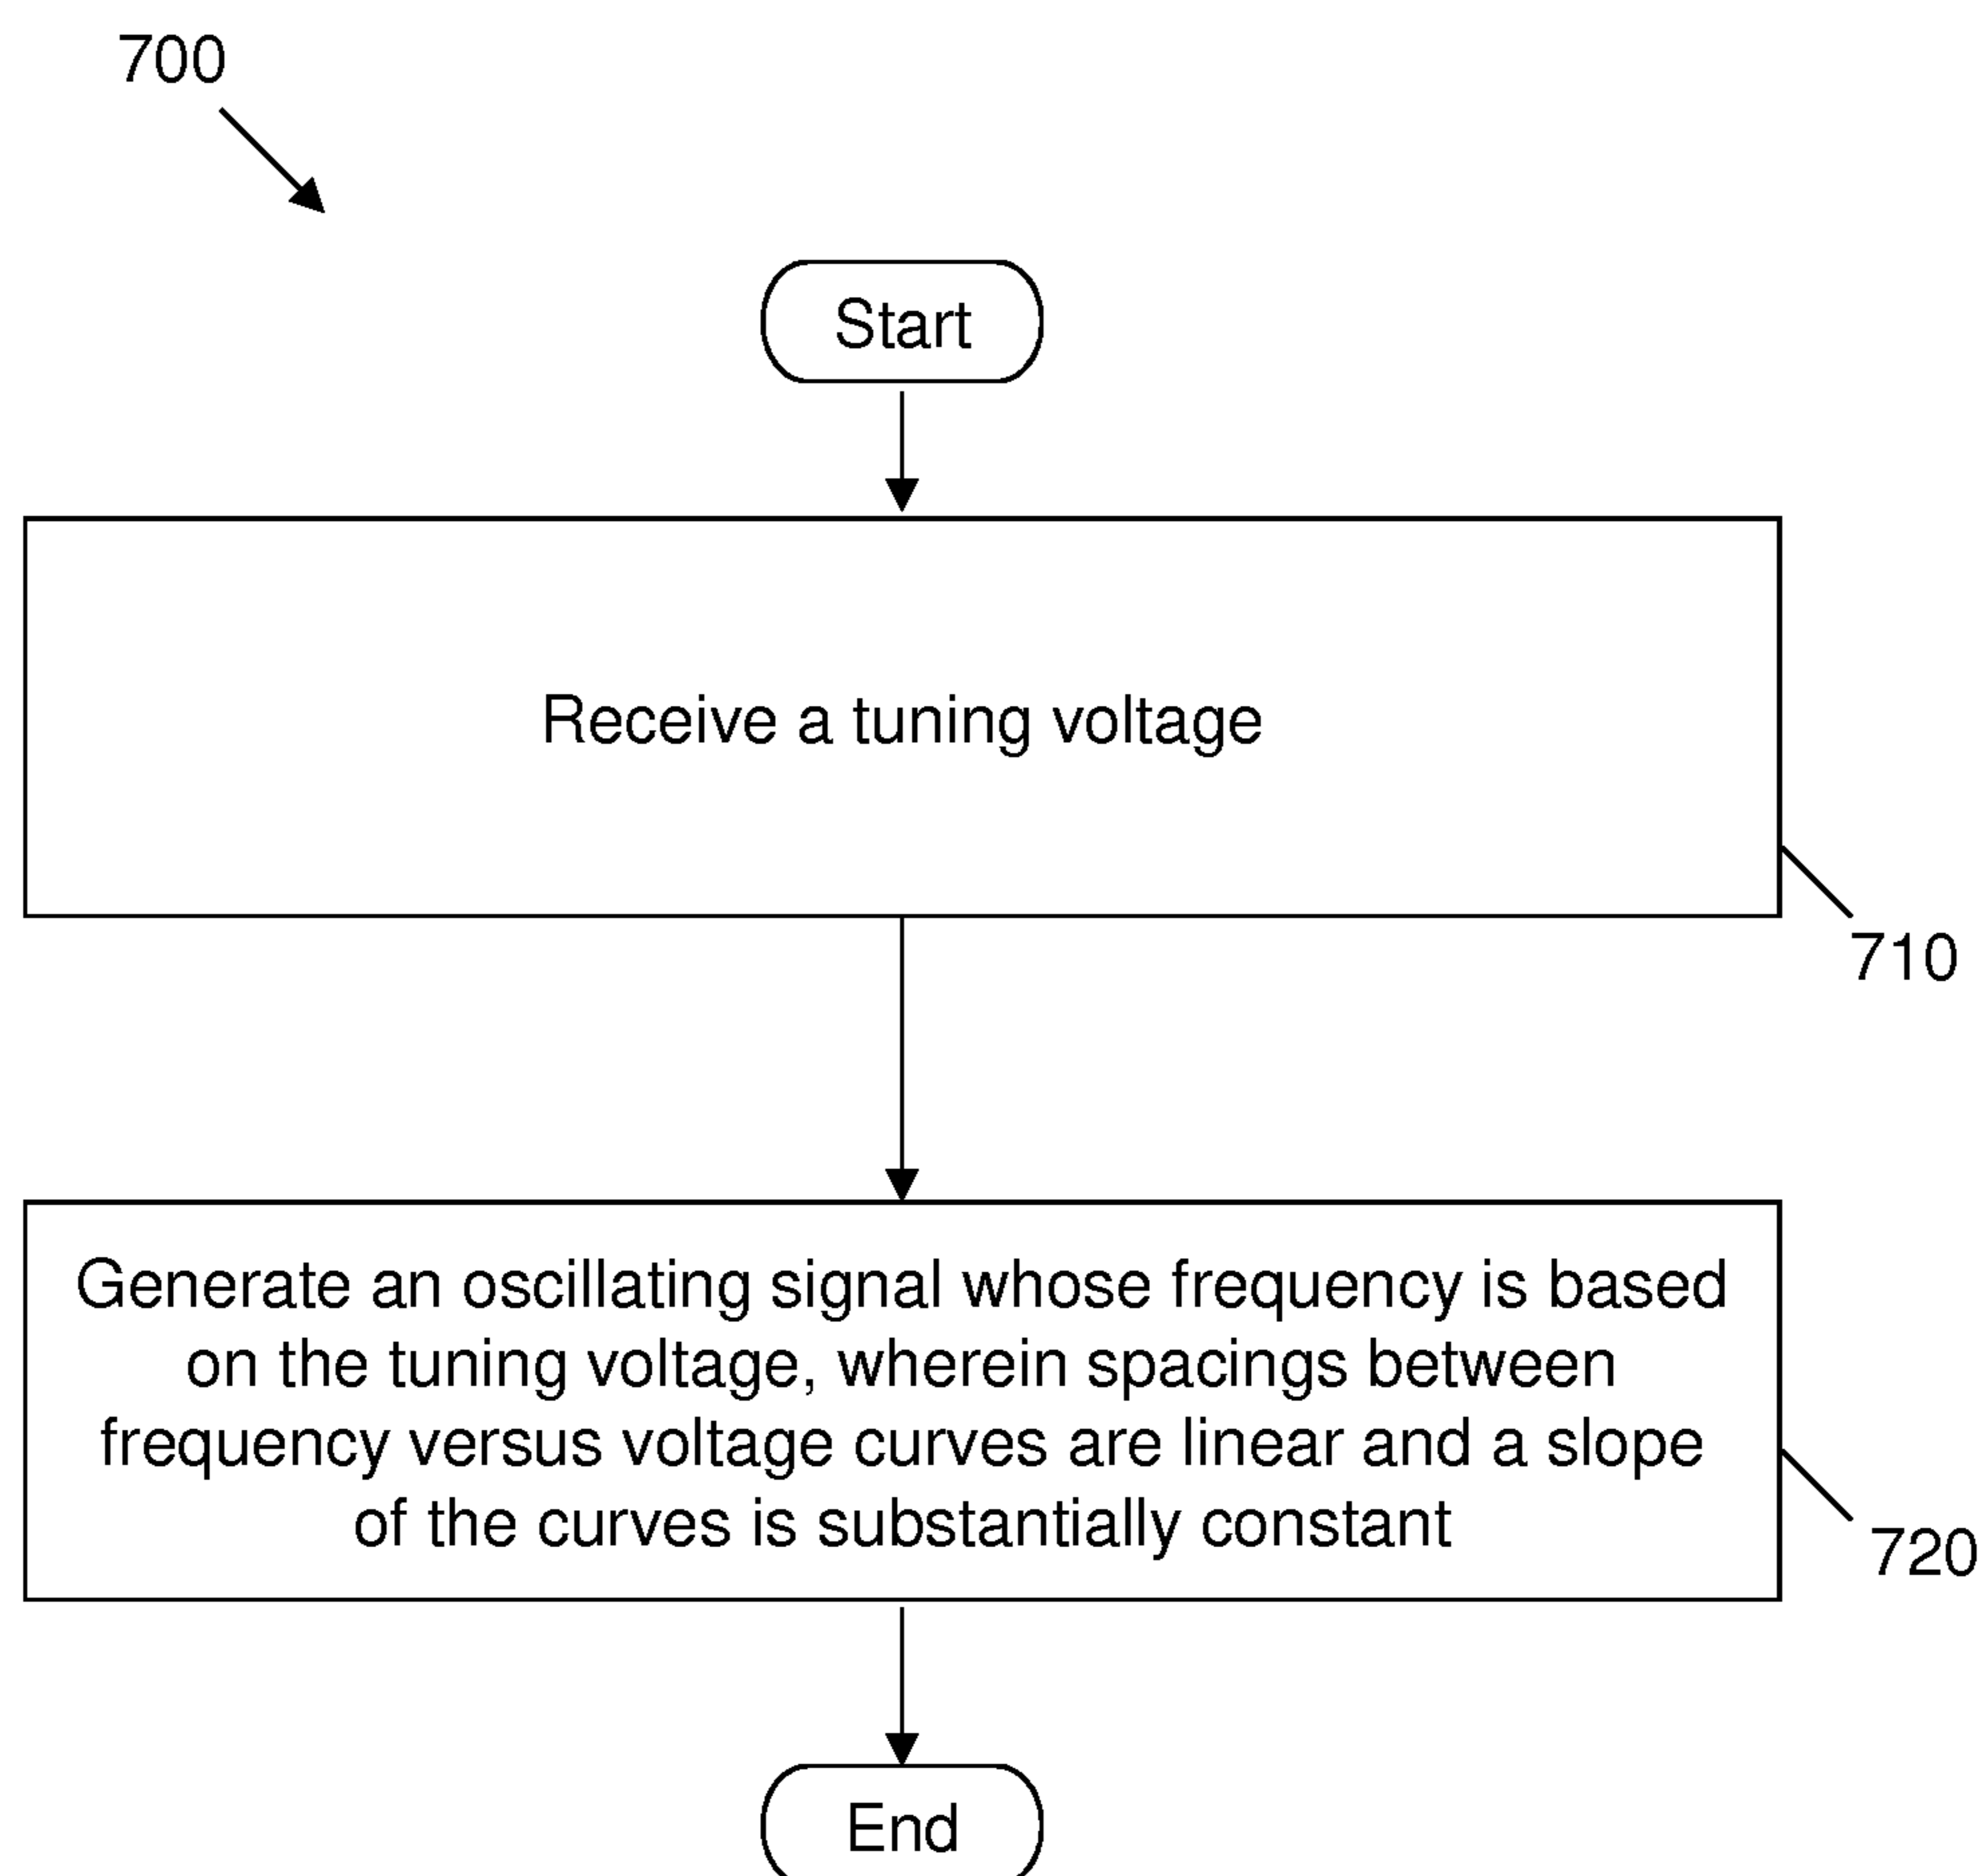 700
Start
Receive a tuning voltage
710
Generate an oscillating signal whose frequency is based
on the tuning voltage, wherein spacings between
frequency versus voltage curves are linear and a slope
of the curves is substantially constant
720
End